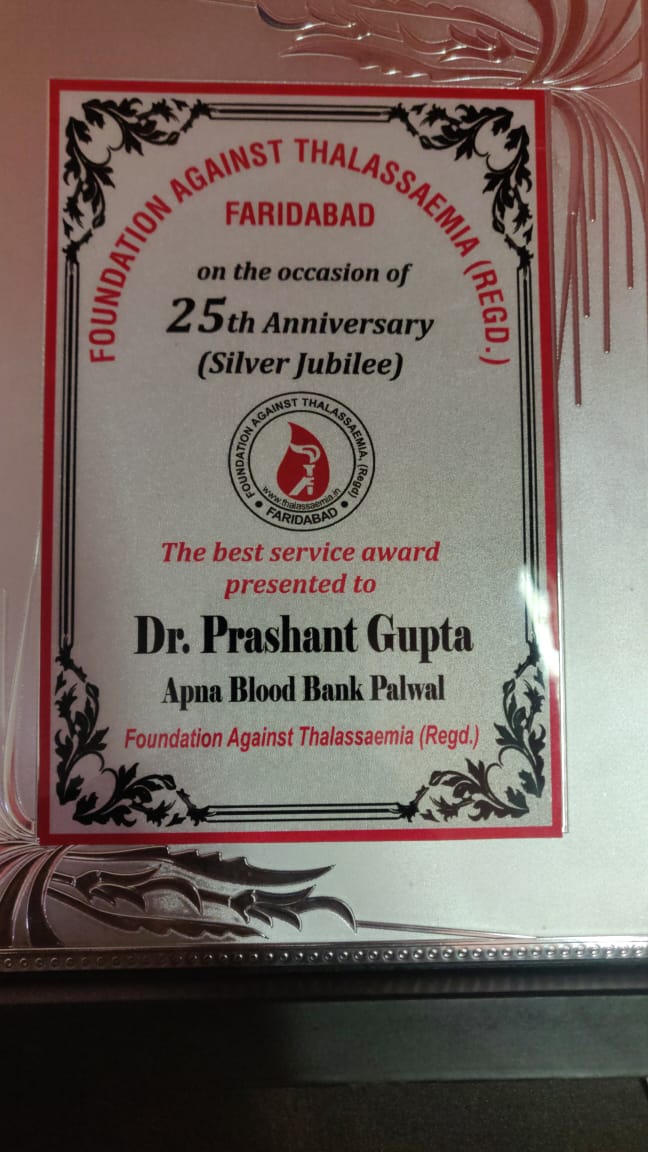 FOUNDATION AGAINST THALASSAEMIA (REGD.)
FARIDABAD
on the occasion of
25th Anniversary
(Silver Jubilee)
FOUNDATION AGAINST THALASSAEMIA, (Regd)
www.thalassaemia.in
• FARIDABAD •
The best service award
presented to
Dr. Prashant Gupta
Apna Blood Bank Palwal
Foundation Against Thalassaemia (Regd.)